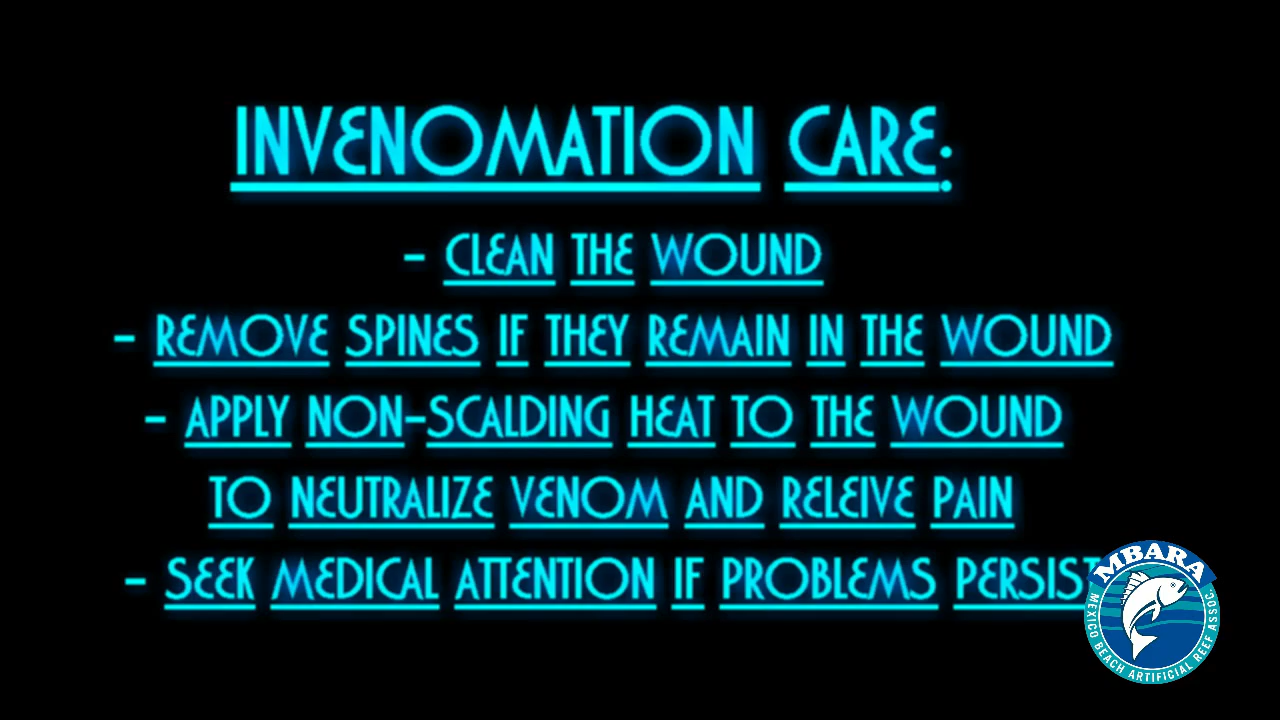 INVENOMATION CARE:
- CLEAN THE WOUND
- REMOVE SPINES IF THEY REMAIN IN THE WOUND
- APPLY NON-SCALDING HEAT TO THE WOUND
TO NEUTRALIZE VENOM AND RELEIVE PAIN
- SEEK MEDICAL ATTENTION IF PROBLEMS PERSIST
MBARA
MEXICO BEACH ARTIFICIAL REEF ASSOC.